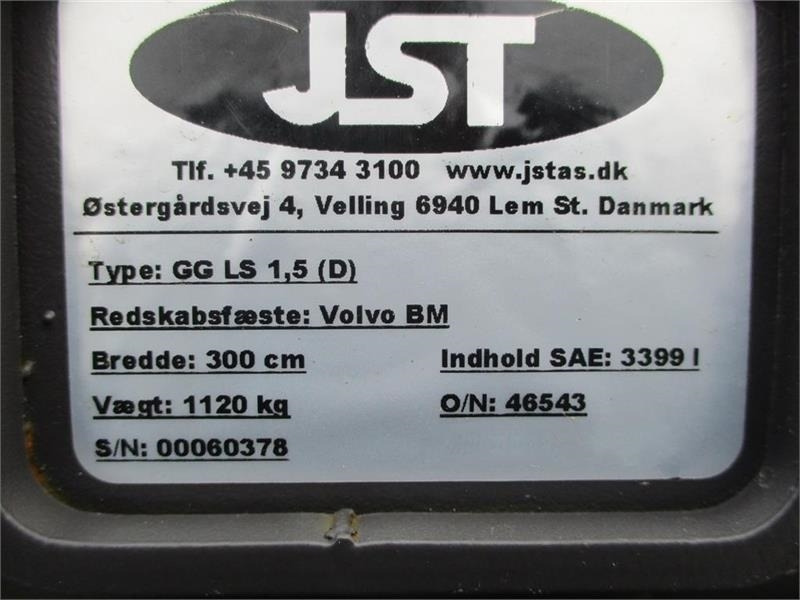 JST
Tlf. +45 9734 3100 www.jstas.dk
Østergårdsvej 4, Velling 6940 Lem St. Danmark
Type: GG LS 1,5 (D)
Redskabsfæste: Volvo BM
Bredde: 300 cm Indhold SAE: 3399 l
Vægt: 1120 kg O/N: 46543
S/N: 00060378